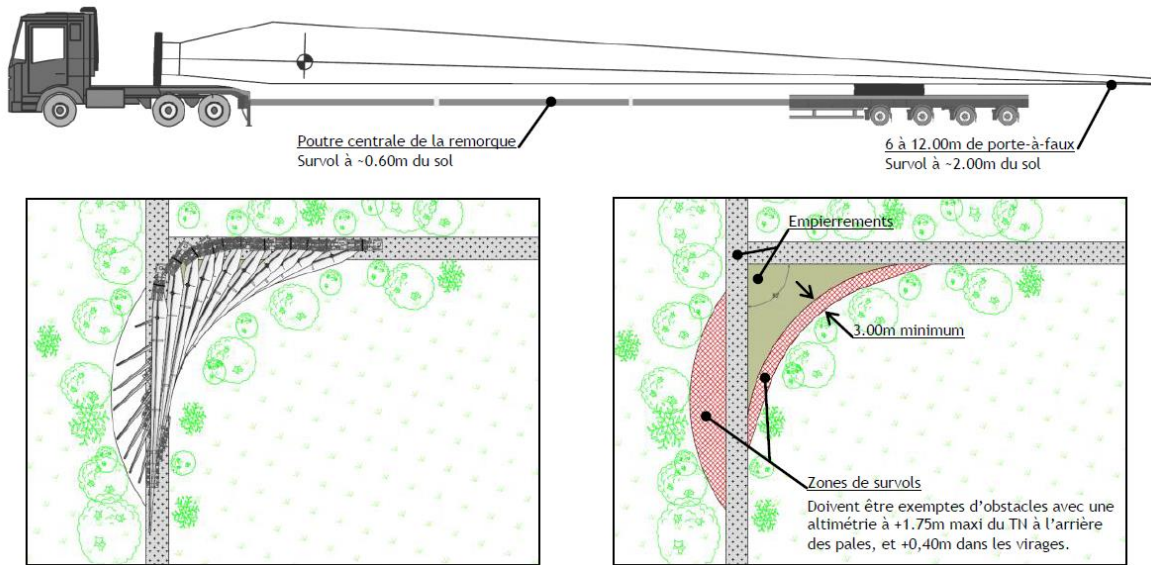 Poutre centrale de la remorque
Survol à ~0.60m du sol
6 à 12.00m de porte-à-faux
Survol à ~2.00m du sol
Empierrements
3.00m minimum
Zones de survols
Doivent être exemptes d'obstacles avec une
altimétrie à +1.75m maxi du TN à l'arrière
des pales, et +0,40m dans les virages.